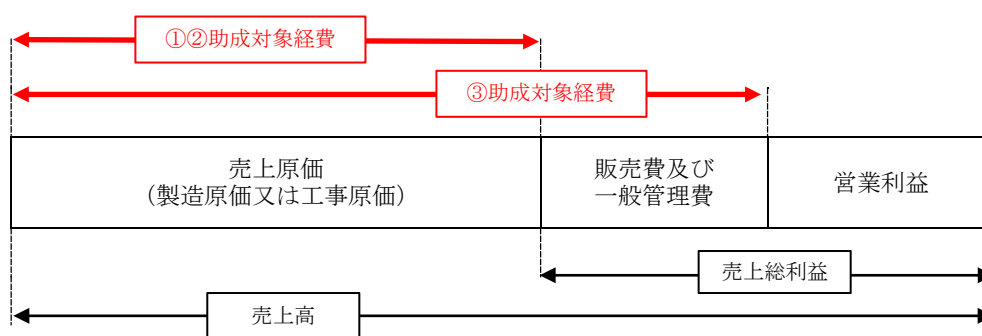 ①②助成対象経費
③助成対象経費
売上原価
（製造原価又は工事原価）
販売費及び
一般管理費
営業利益
売上総利益
売上高